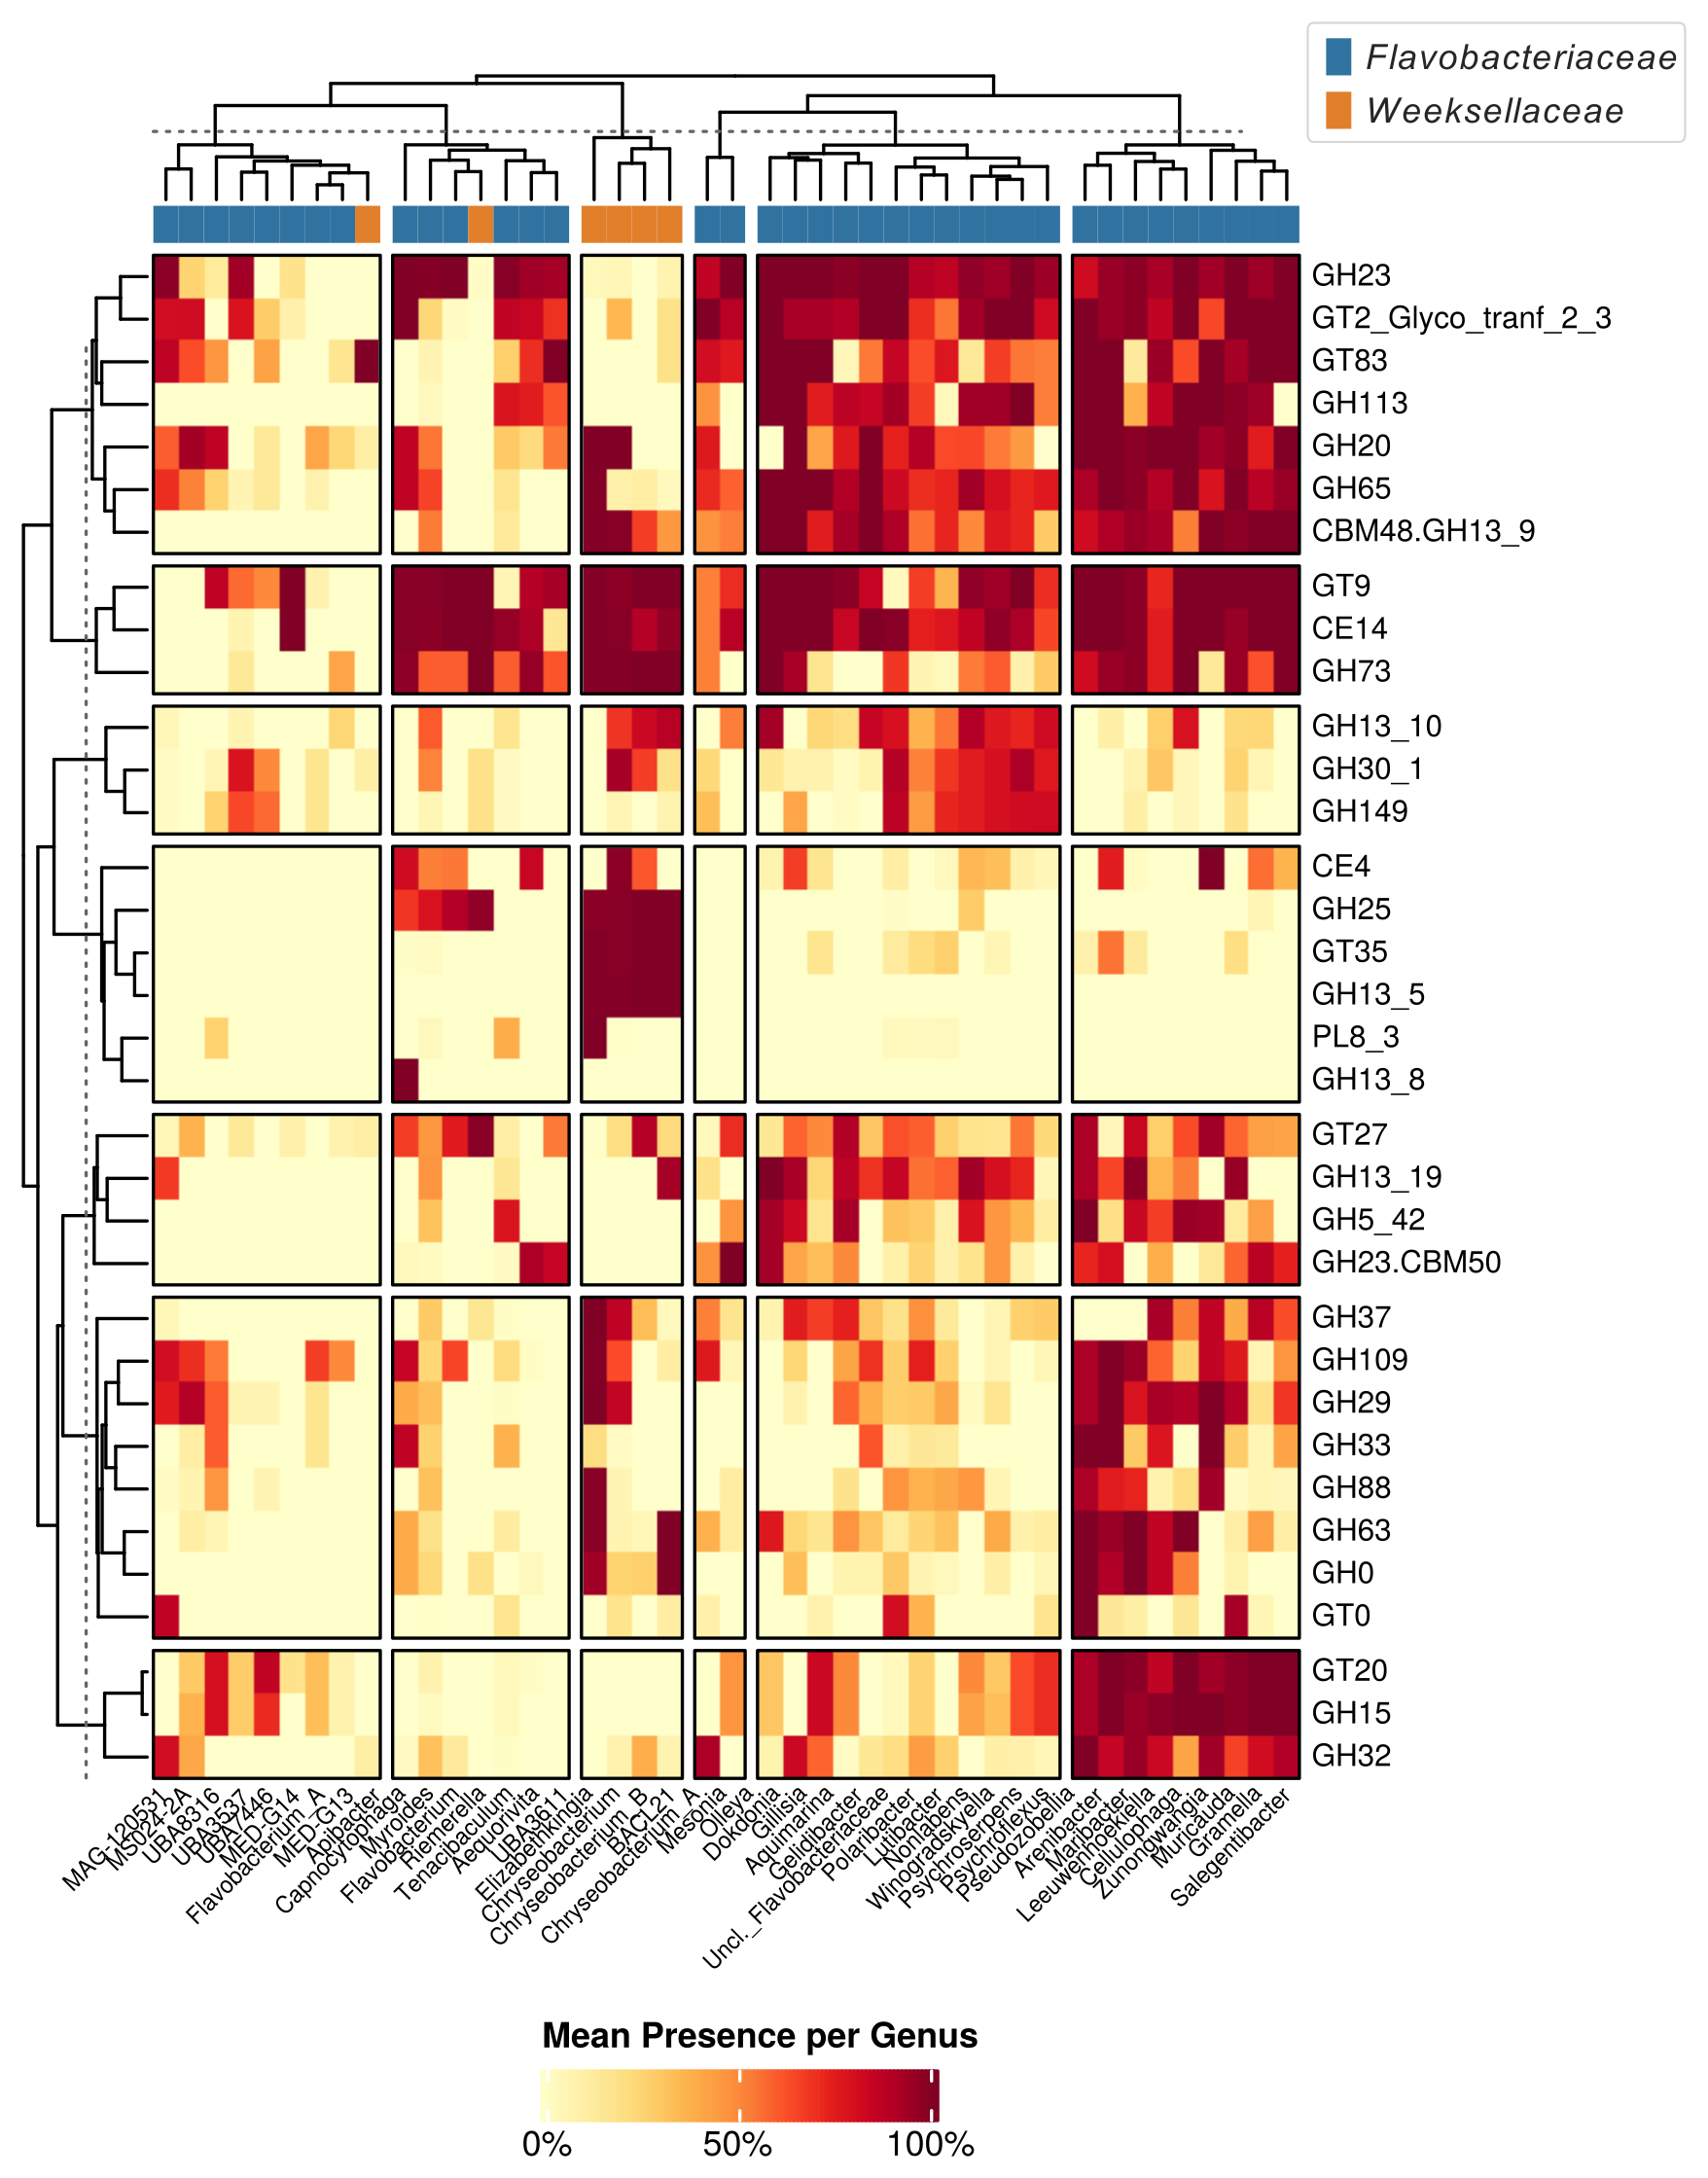 Flavobacteriaceae
Weeksellaceae
GH23
GT2_Glyco_tranf_2_3
GT83
GH113
GH20
GH65
CBM48.GH13_9
GT9
CE14
GH73
GH13_10
GH30_1
GH149
CE4
GH25
GT35
GH13_5
PL8_3
GH13_8
GT27
GH13_19
GH5_42
GH23.CBM50
GH37
GH109
GH29
GH33
GH88
GH63
GH0
GT0
GT20
GH15
GH32
MAG-120531
MS024-2A
UBA8316
UBA3537
UBA7446
MED-G14
Flavobacterium_A
MED-G13
Apibacter
Capnocytophaga
Myroides
Flavobacterium
Riemerella
Tenacibaculum
Aequorivita
UBA3611
Elizabethkingia
Chryseobacterium
Chryseobacterium_B
BACL21
Chryseobacterium_A
Mesonia
Olleya
Dokdonia
Gillisia
Aquimarina
Gelidibacter
Uncl._Flavobacteriaceae
Polaribacter
Lutibacter
Nonlabens
Winogradskyella
Psychroserpens
Psychroflexus
Pseudozobellia
Arenibacter
Maribacter
Leeuwenhoekiella
Cellulophaga
Zunongwangia
Muricauda
Gramella
Salegentibacter
Mean Presence per Genus
0% 50% 100%